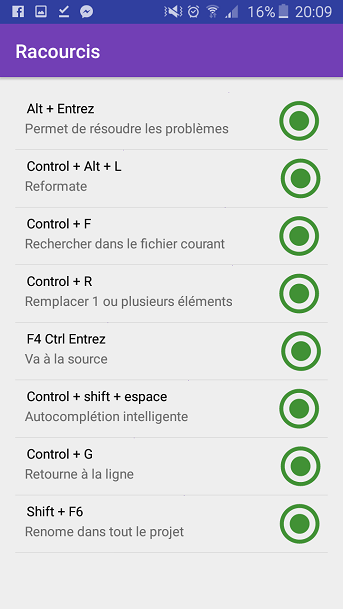 16% 20:09
Racourcis
Alt + Entrez
Permet de résoudre les problèmes
Control + Alt + L
Reformate
Control + F
Rechercher dans le fichier courant
Control + R
Remplacer 1 ou plusieurs éléments
F4 Ctrl Entrez
Va à la source
Control + shift + espace
Autocomplétion intelligente
Control + G
Retourne à la ligne
Shift + F6
Renome dans tout le projet